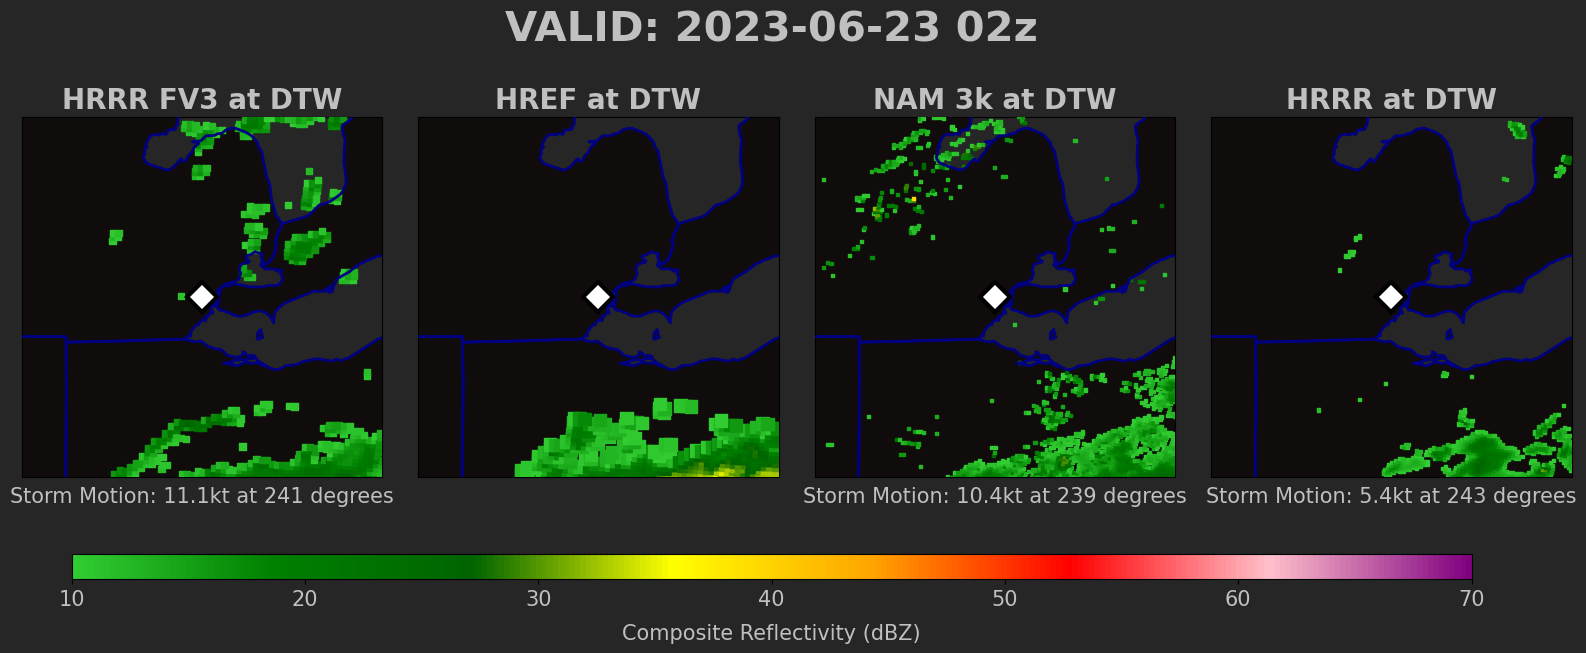 VALID: 2023-06-23 02z
HRRR FV3 at DTW
HREF at DTW
NAM 3k at DTW
HRRR at DTW
Storm Motion: 11.1kt at 241 degrees
Storm Motion: 10.4kt at 239 degrees
Storm Motion: 5.4kt at 243 degrees
10 20 30 40 50 60 70
Composite Reflectivity (dBZ)